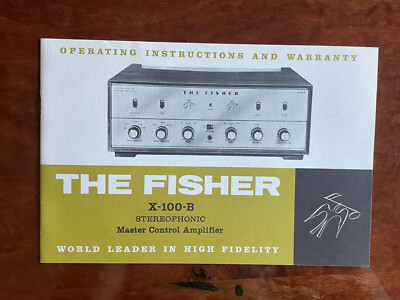 OPERATING INSTRUCTIONS AND WARRANTY
THE FISHER
THE FISHER
X-100-B
STEREOPHONIC
Master Control Amplifier
WORLD LEADER IN HIGH FIDELITY